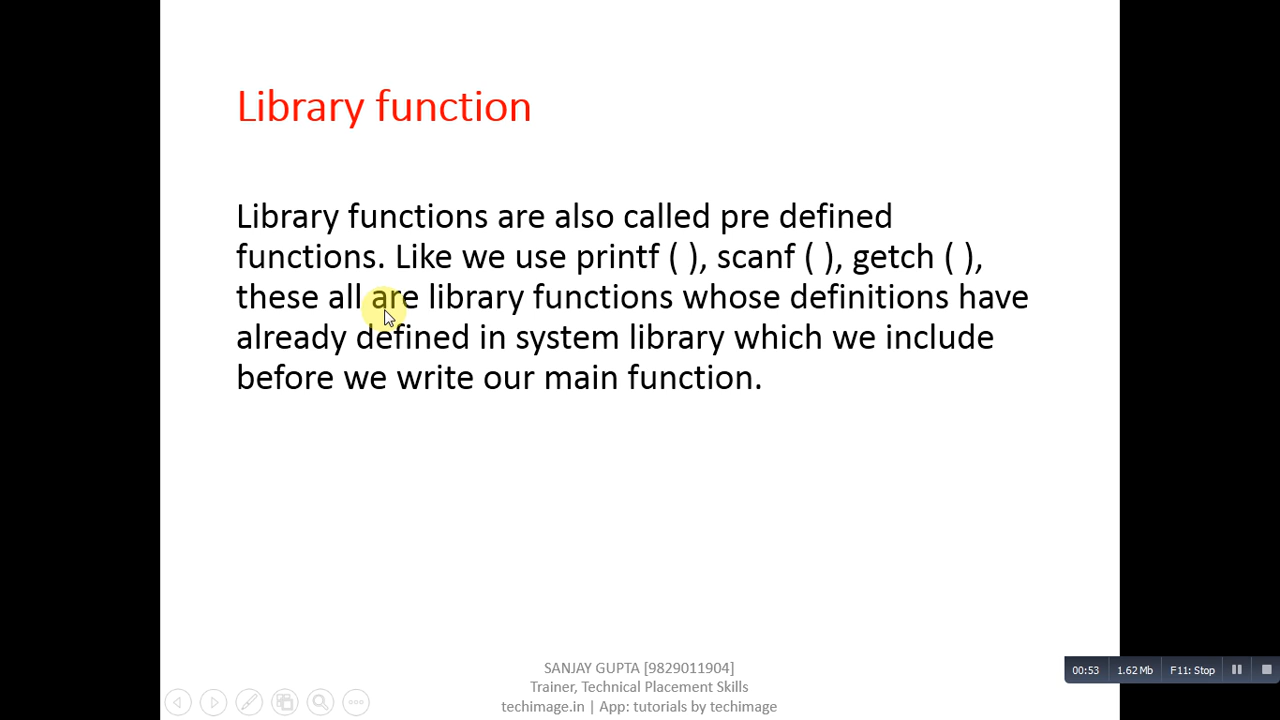 Library function
Library functions are also called pre defined
functions. Like we use printf ( ), scanf ( ), getch ( ),
these all are library functions whose definitions have
already defined in system library which we include
before we write our main function.
SANJAY GUPTA [9829011904]
Trainer, Technical Placement Skills
techimage.in | App: tutorials by techimage
00:53 1.62 Mb F11: Stop